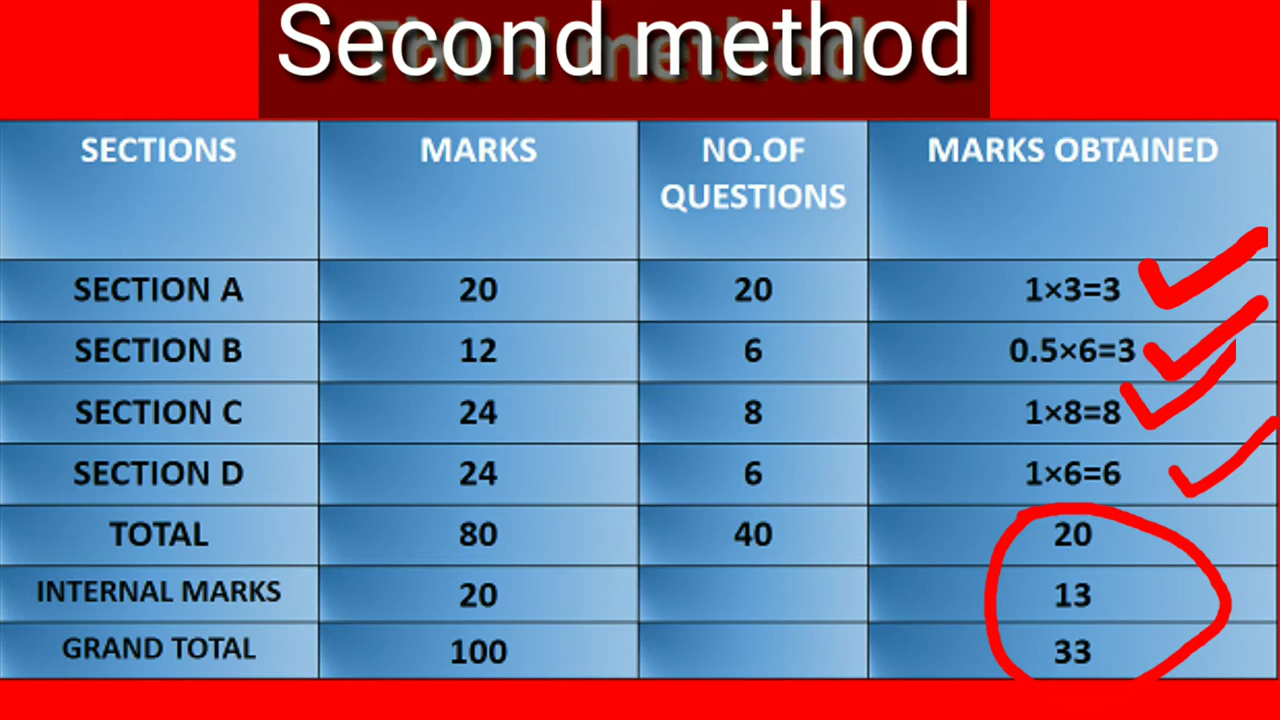 Second method
Third method
SECTIONS MARKS NO.OF QUESTIONS MARKS OBTAINED
SECTION A 20 20 1×3=3
SECTION B 12 6 0.5×6=3
SECTION C 24 8 1×8=8
SECTION D 24 6 1×6=6
TOTAL 80 40 20
INTERNAL MARKS 20 13
GRAND TOTAL 100 33